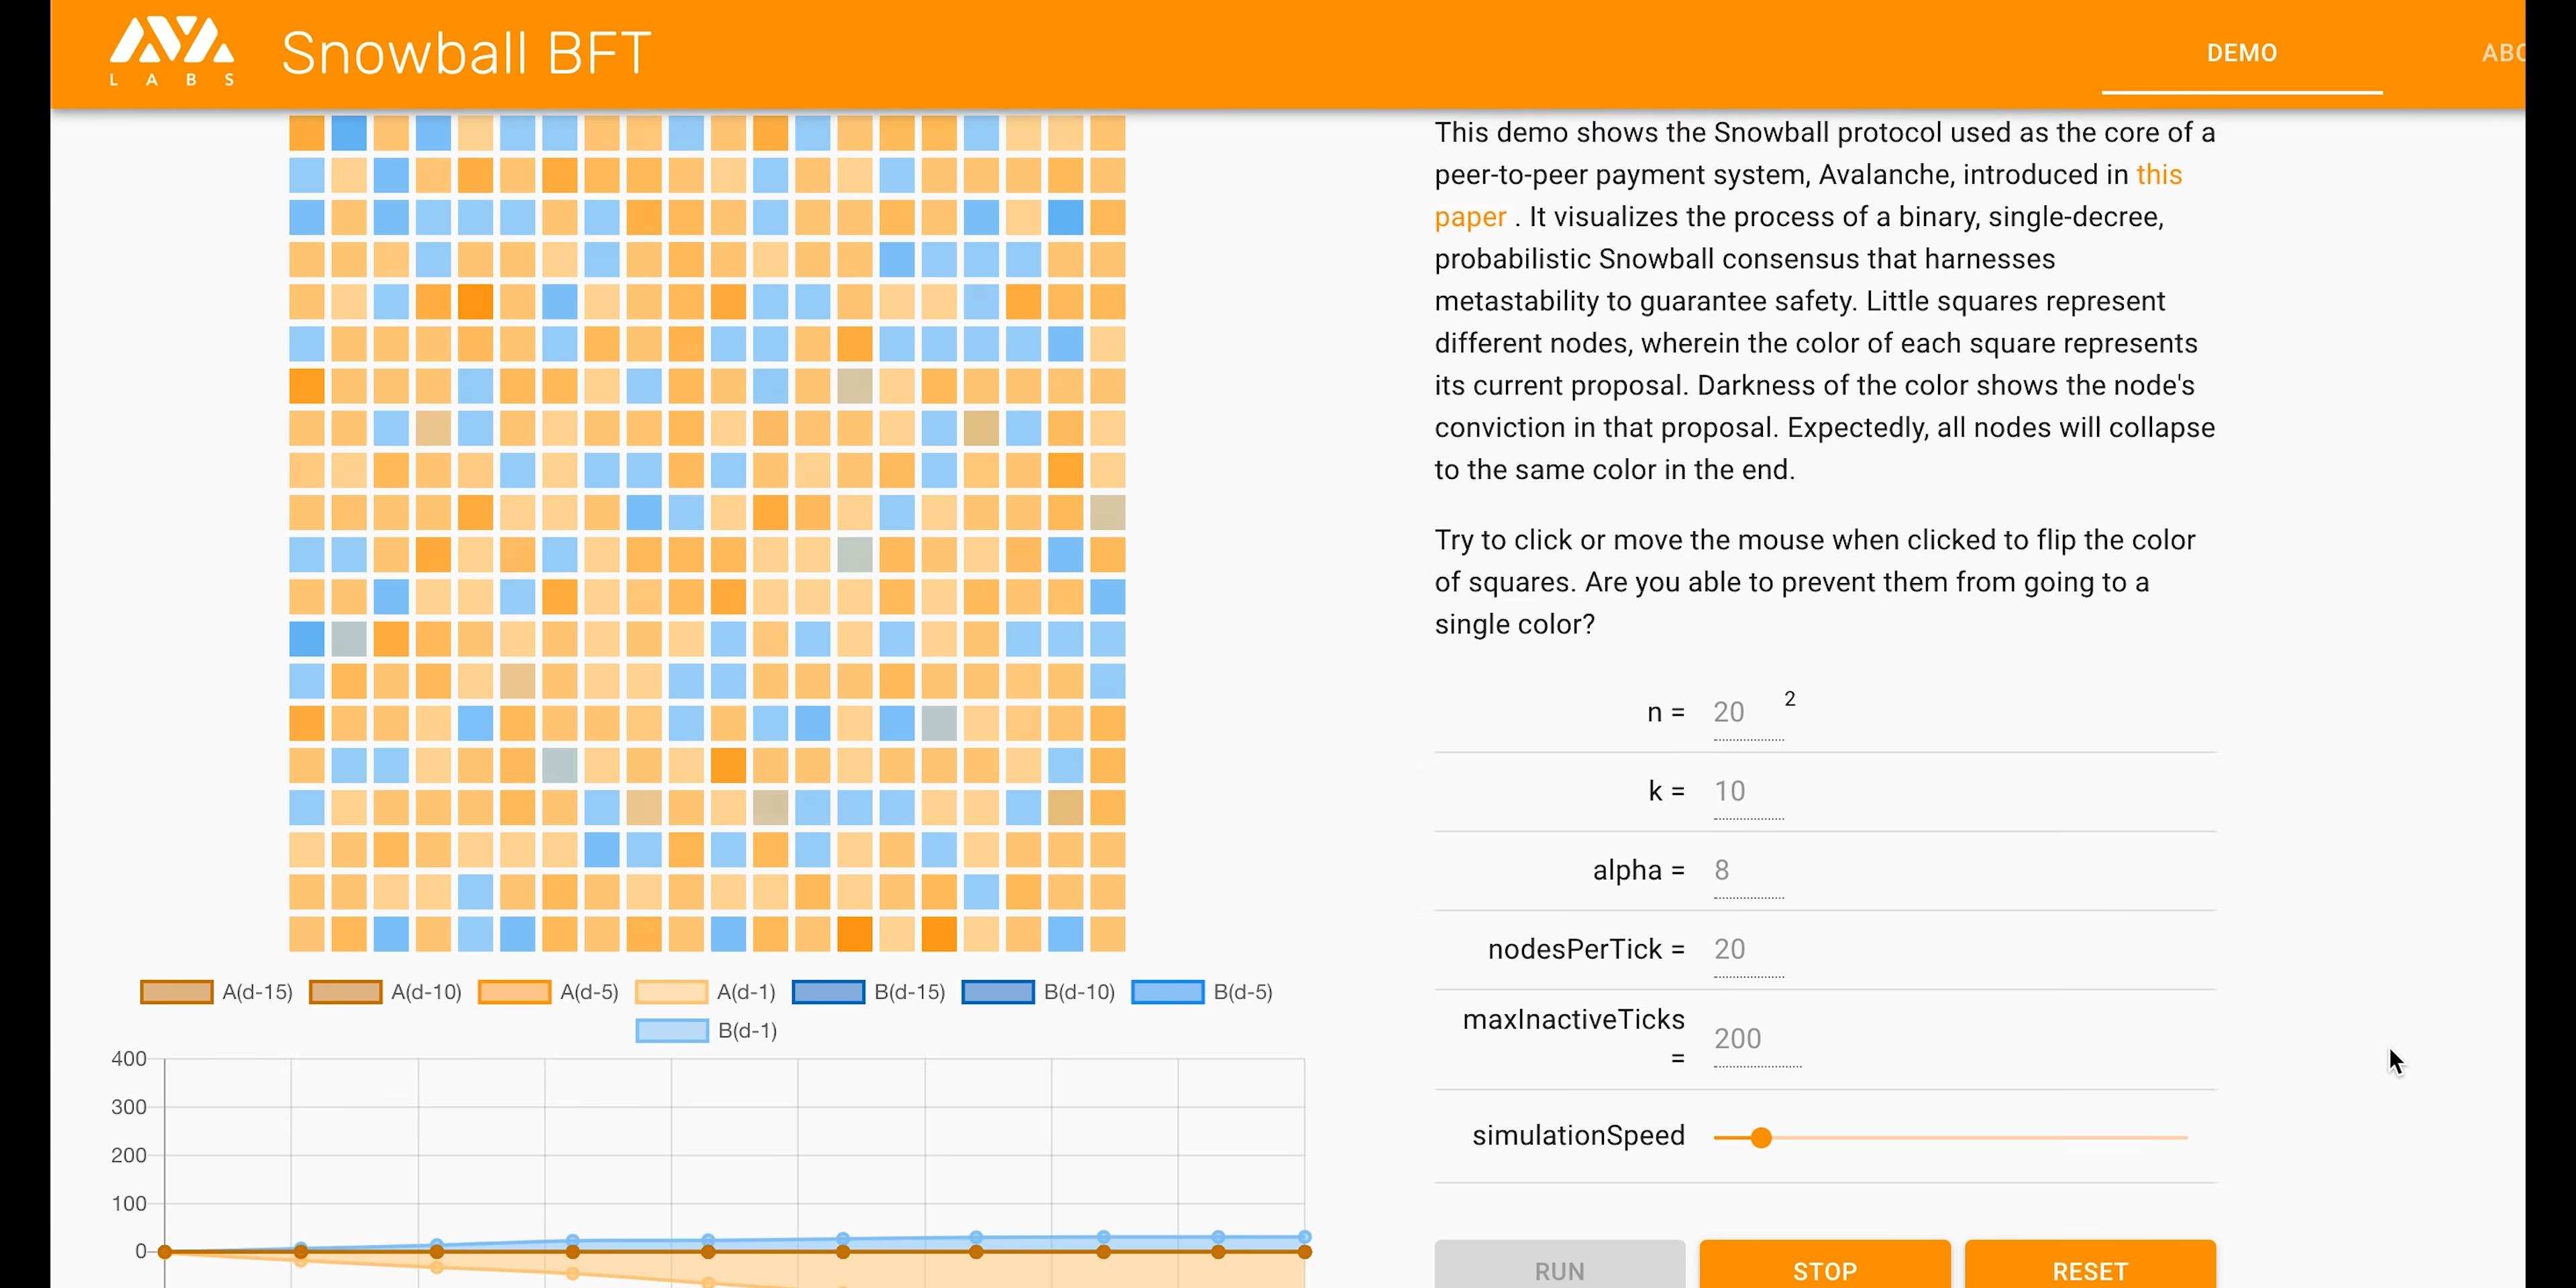 AVA
LABS
Snowball BFT
DEMO
This demo shows the Snowball protocol used as the core of a
peer-to-peer payment system, Avalanche, introduced in this
paper . It visualizes the process of a binary, single-decree,
probabilistic Snowball consensus that harnesses
metastability to guarantee safety. Little squares represent
different nodes, wherein the color of each square represents
its current proposal. Darkness of the color shows the node's
conviction in that proposal. Expectedly, all nodes will collapse
to the same color in the end.
Try to click or move the mouse when clicked to flip the color
of squares. Are you able to prevent them from going to a
single color?
n = 20 2
k = 10
alpha = 8
nodesPerTick = 20
maxInactiveTicks
= 200
simulationSpeed
RUN STOP RESET
A(d-15) A(d-10) A(d-5) A(d-1) B(d-15) B(d-10) B(d-5)
B(d-1)
400
300
200
100
0